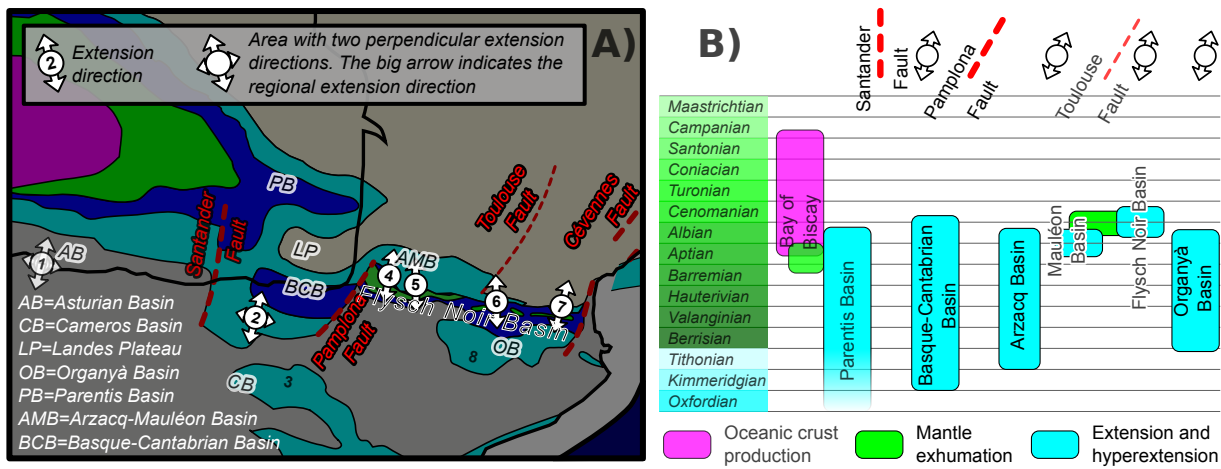 A)
2
Extension
direction
Area with two perpendicular extension
directions. The big arrow indicates the
regional extension direction
PB
Santander
Fault
Toulouse
Fault
Cévennes
Fault
LP
AB
1
AMB
BCB
4
5
6
7
2
Pamplona
Fault
Flysch Noir Basin
OB
8
CB
3
AB=Asturian Basin
CB=Cameros Basin
LP=Landes Plateau
OB=Organyà Basin
PB=Parentis Basin
AMB=Arzacq-Mauléon Basin
BCB=Basque-Cantabrian Basin
B)
Santander
Fault
Pamplona
Fault
Toulouse
Fault
Maastrichtian
Campanian
Santonian
Coniacian
Turonian
Cenomanian
Albian
Aptian
Barremian
Hauterivian
Valanginian
Berrisian
Tithonian
Kimmeridgian
Oxfordian
Bay of
Biscay
Parentis Basin
Basque-Cantabrian
Basin
Arzacq Basin
Mauléon
Basin
Flysch Noir Basin
Organyà
Basin
Oceanic crust
production
Mantle
exhumation
Extension and
hyperextension